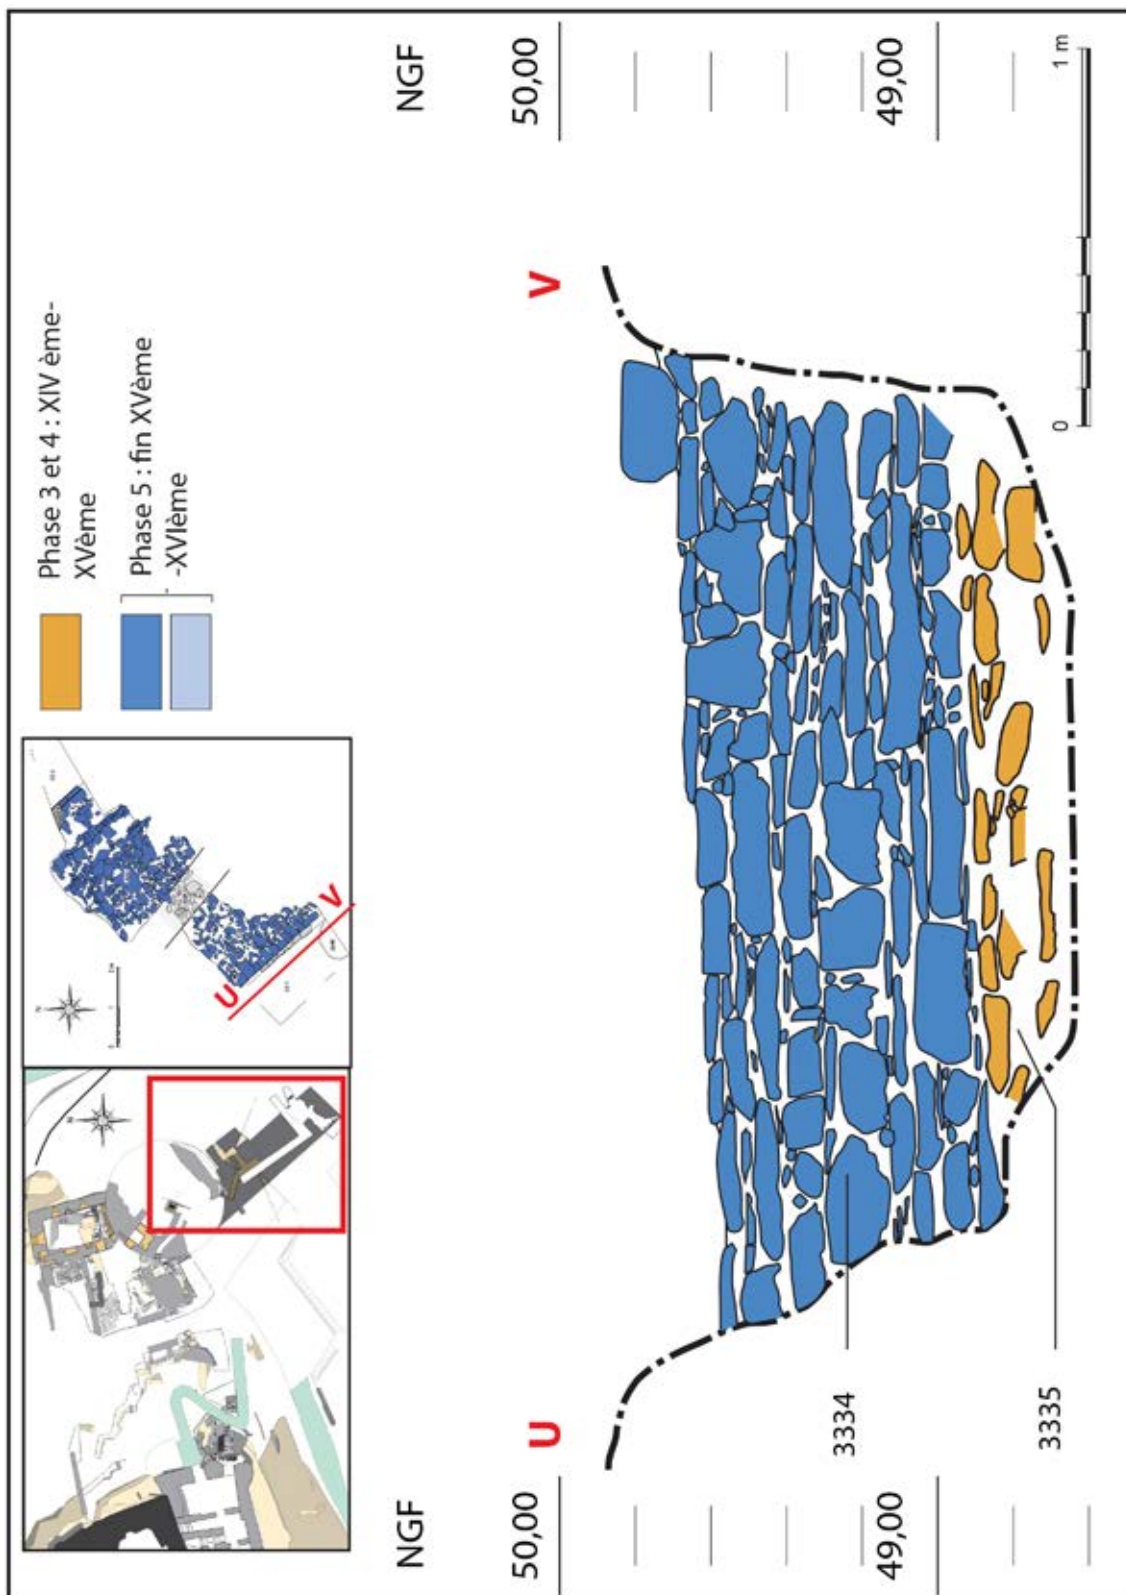 Phase 3 et 4 : XIV ème-
XVème
Phase 5 : fin XVème
-XVIème
N
N
U
V
NGF
NGF
50,00
50,00
49,00
49,00
U
V
3334
3335
0
1 m